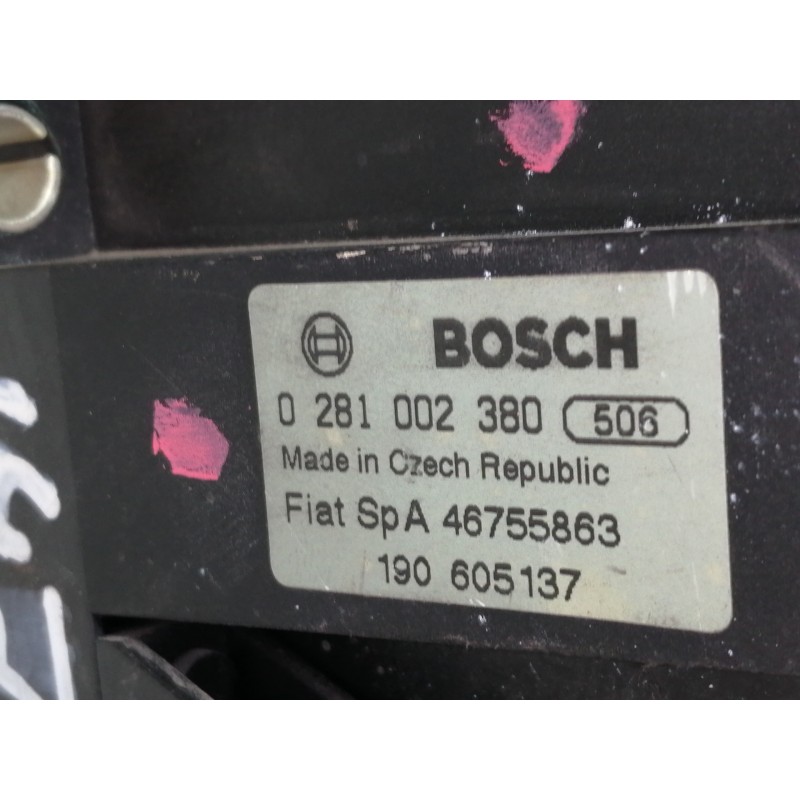 BOSCH
0 281 002 380 506
Made in Czech Republic
Fiat SpA 46755863
190 605137